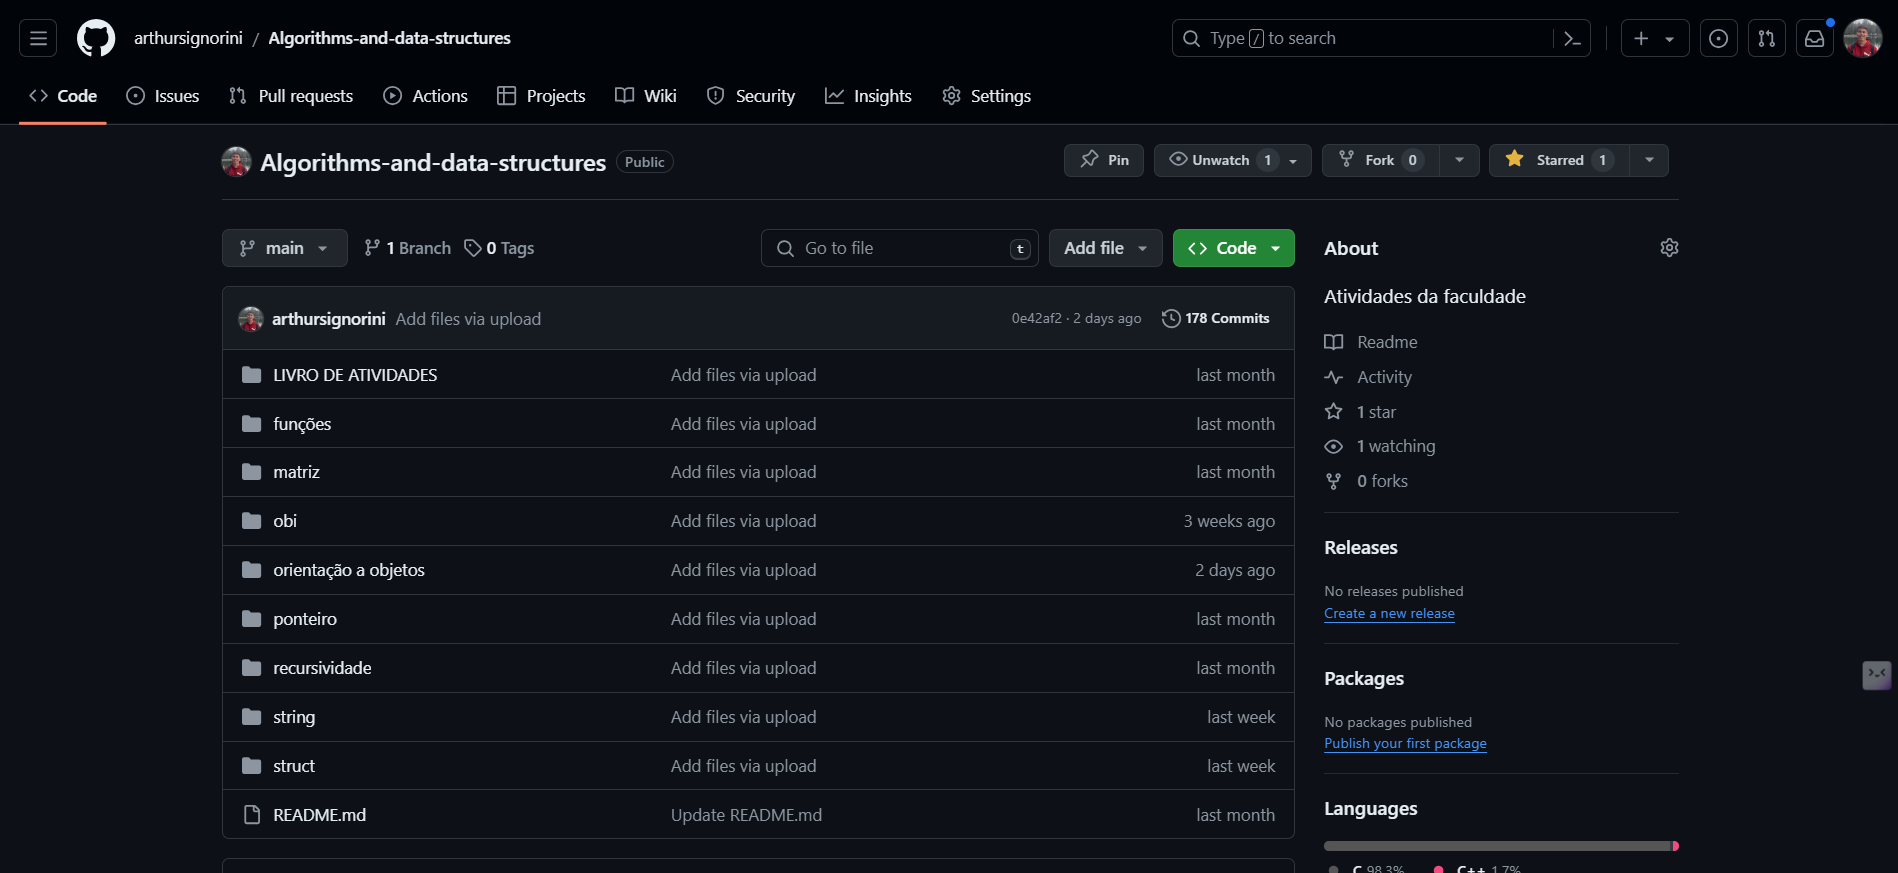 arthursignorini / Algorithms-and-data-structures
Type / to search
Code Issues Pull requests Actions Projects Wiki Security Insights Settings
Algorithms-and-data-structures Public
Pin Unwatch 1 Fork 0 Starred 1
main 1 Branch 0 Tags Go to file t Add file Code
arthursignorini Add files via upload 0e42af2 · 2 days ago 178 Commits
LIVRO DE ATIVIDADES Add files via upload last month
funções Add files via upload last month
matriz Add files via upload last month
obi Add files via upload 3 weeks ago
orientação a objetos Add files via upload 2 days ago
ponteiro Add files via upload last month
recursividade Add files via upload last month
string Add files via upload last week
struct Add files via upload last week
README.md Update README.md last month
About
Atividades da faculdade
Readme
Activity
1 star
1 watching
0 forks
Releases
No releases published
Create a new release
Packages
No packages published
Publish your first package
Languages
C 98.3% C++ 1.7%